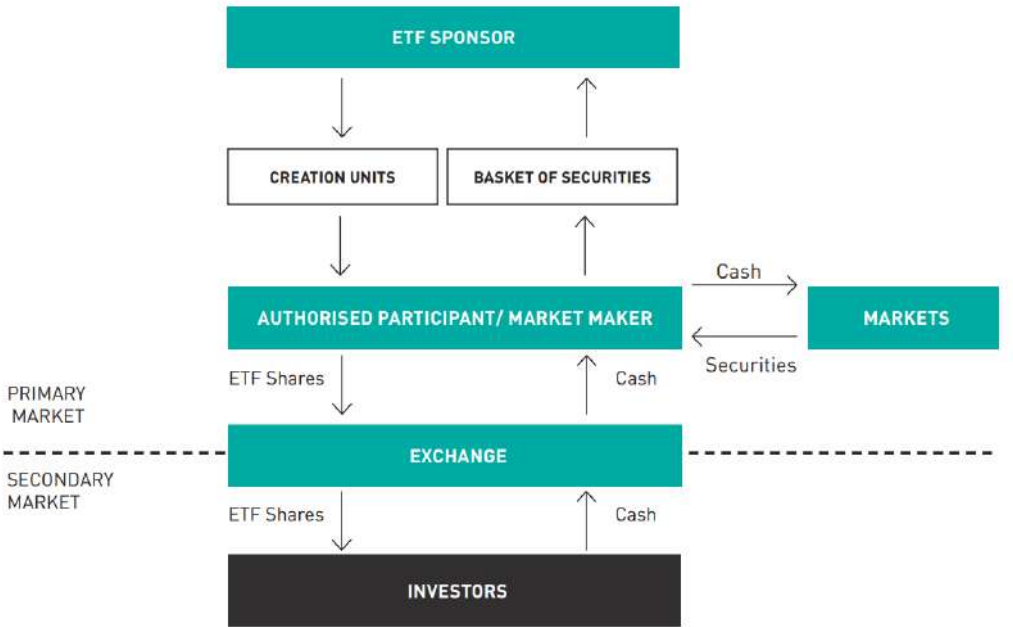 ETF SPONSOR
CREATION UNITS
BASKET OF SECURITIES
Cash
AUTHORISED PARTICIPANT/ MARKET MAKER
MARKETS
Securities
ETF Shares
Cash
PRIMARY
MARKET
EXCHANGE
SECONDARY
MARKET
ETF Shares
Cash
INVESTORS